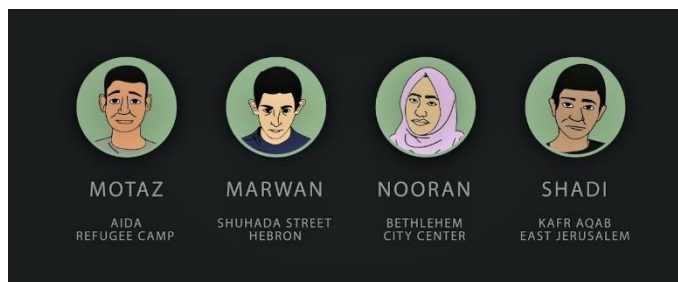 MOTAZ
AIDA
REFUGEE CAMP
MARWAN
SHUHADA STREET
HEBRON
NOORAN
BETHLEHEM
CITY CENTER
SHADI
KAFR AQAB
EAST JERUSALEM